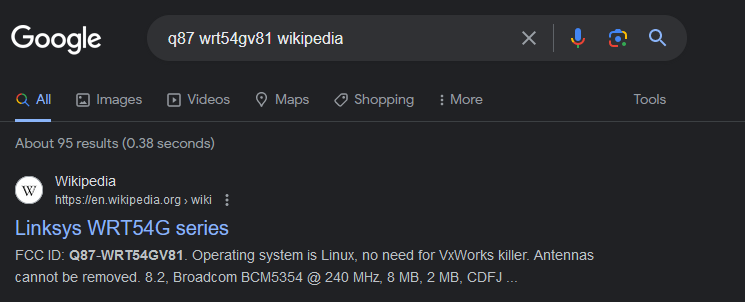 Google
q87 wrt54gv81 wikipedia
All Images Videos Maps Shopping More Tools
About 95 results (0.38 seconds)
W
Wikipedia
https://en.wikipedia.org › wiki
Linksys WRT54G series
FCC ID: Q87-WRT54GV81. Operating system is Linux, no need for VxWorks killer. Antennas
cannot be removed. 8.2, Broadcom BCM5354 @ 240 MHz, 8 MB, 2 MB, CDFJ ...